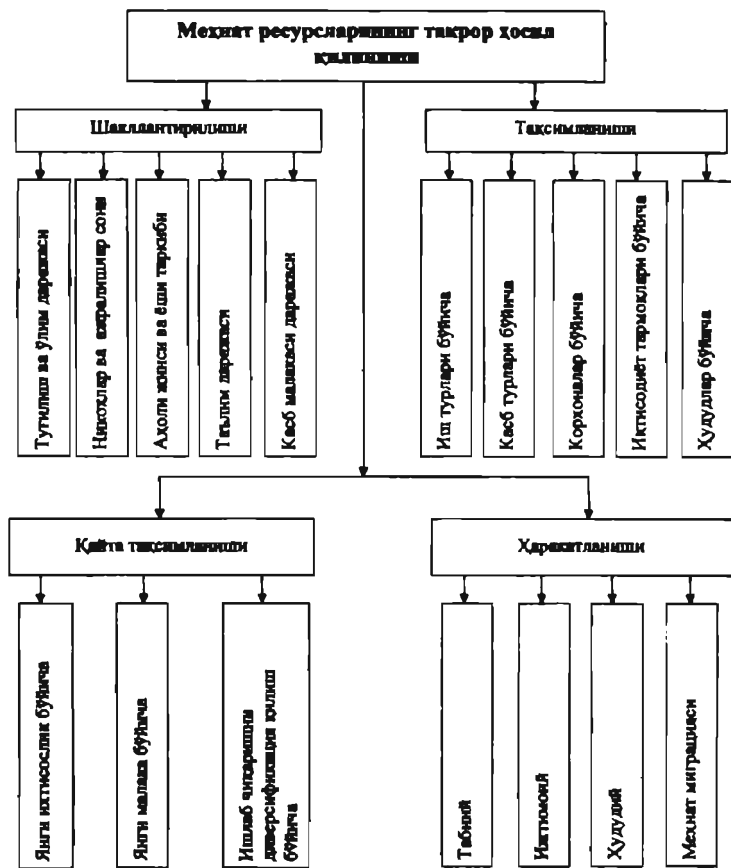 Меҳнат ресурсларининг такрор ҳосил
қилиниши
Шакллантирилиши
Тақсимланиши
Туғилиш ва ўлим даражаси
Никоҳлар ва ажралишлар сони
Аҳоли жинси ва ёши таркиби
Таълим даражаси
Касб малакаси даражаси
Иш турлари бўйича
Касб турлари бўйича
Корхоналар бўйича
Иқтисодиёт тармоқлари бўйича
Ҳудудлар бўйича
Қайта тақсимланиши
Ҳаракатланиши
Янги ихтисослик бўйича
Янги малака бўйича
Ишлаб чиқаришни
диверсификация қилиш
бўйича
Табиий
Ижтимоий
Ҳудудий
Меҳнат миграцияси